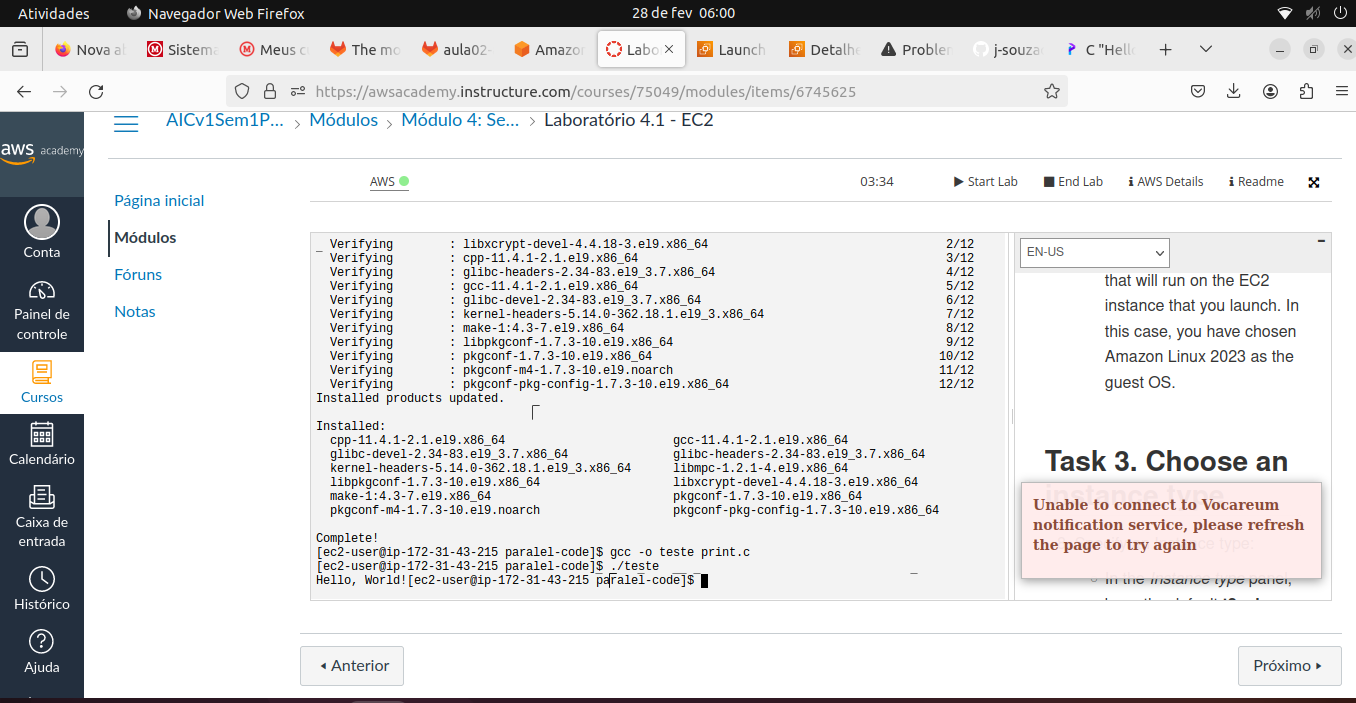 Atividades
Navegador Web Firefox
28 de fev 06:00
Nova a
Sistema
Meus c
The mo
aula02-
Amazo
Labo
Launch
Detalhe
Problem
j-souza
C "Hello
https://awsacademy.instructure.com/courses/75049/modules/items/6745625
aws academy
AICv1Sem1P... > Módulos > Módulo 4: Se... > Laboratório 4.1 - EC2
Conta
Painel de
controle
Cursos
Calendário
Caixa de
entrada
Histórico
Ajuda
Página inicial
Módulos
Fóruns
Notas
AWS
03:34
Start Lab
End Lab
AWS Details
Readme
Verifying : libxcrypt-devel-4.4.18-3.el9.x86_64 2/12
Verifying : cpp-11.4.1-2.1.el9.x86_64 3/12
Verifying : glibc-headers-2.34-83.el9_3.7.x86_64 4/12
Verifying : gcc-11.4.1-2.1.el9.x86_64 5/12
Verifying : glibc-devel-2.34-83.el9_3.7.x86_64 6/12
Verifying : kernel-headers-5.14.0-362.18.1.el9_3.x86_64 7/12
Verifying : make-1:4.3-7.el9.x86_64 8/12
Verifying : libpkgconf-1.7.3-10.el9.x86_64 9/12
Verifying : pkgconf-1.7.3-10.el9.x86_64 10/12
Verifying : pkgconf-m4-1.7.3-10.el9.noarch 11/12
Verifying : pkgconf-pkg-config-1.7.3-10.el9.x86_64 12/12
Installed products updated.
Installed:
cpp-11.4.1-2.1.el9.x86_64 gcc-11.4.1-2.1.el9.x86_64
glibc-devel-2.34-83.el9_3.7.x86_64 glibc-headers-2.34-83.el9_3.7.x86_64
kernel-headers-5.14.0-362.18.1.el9_3.x86_64 libmpc-1.2.1-4.el9.x86_64
libpkgconf-1.7.3-10.el9.x86_64 libxcrypt-devel-4.4.18-3.el9.x86_64
make-1:4.3-7.el9.x86_64 pkgconf-1.7.3-10.el9.x86_64
pkgconf-m4-1.7.3-10.el9.noarch pkgconf-pkg-config-1.7.3-10.el9.x86_64
Complete!
[ec2-user@ip-172-31-43-215 paralel-code]$ gcc -o teste print.c
[ec2-user@ip-172-31-43-215 paralel-code]$ ./teste
Hello, World![ec2-user@ip-172-31-43-215 paralel-code]$
EN-US
that will run on the EC2
instance that you launch. In
this case, you have chosen
Amazon Linux 2023 as the
guest OS.
Task 3. Choose an
instance type
Unable to connect to Vocareum
notification service, please refresh
the page to try again
In the Instance type panel,
Anterior
Próximo